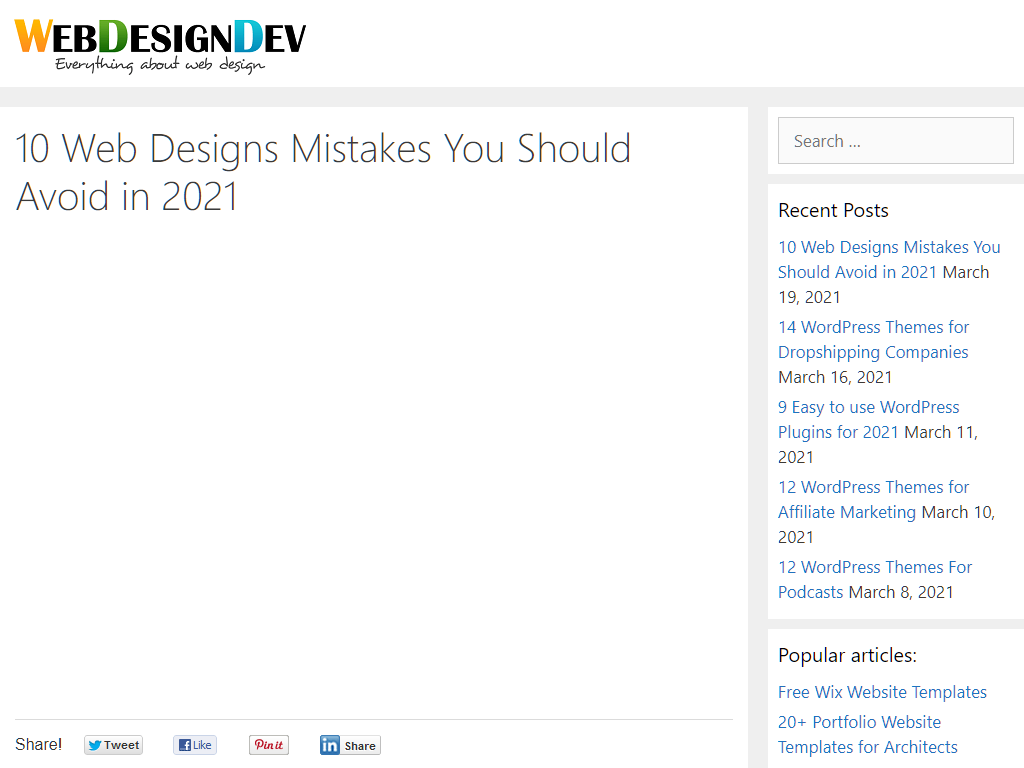 WEBDESIGNDEV
Everything about web design
10 Web Designs Mistakes You Should
Avoid in 2021
Share!
Tweet
Like
Pin it
in Share
Search ...
Recent Posts
10 Web Designs Mistakes You
Should Avoid in 2021 March
19, 2021
14 WordPress Themes for
Dropshipping Companies
March 16, 2021
9 Easy to use WordPress
Plugins for 2021 March 11,
2021
12 WordPress Themes for
Affiliate Marketing March 10,
2021
12 WordPress Themes For
Podcasts March 8, 2021
Popular articles:
Free Wix Website Templates
20+ Portfolio Website
Templates for Architects